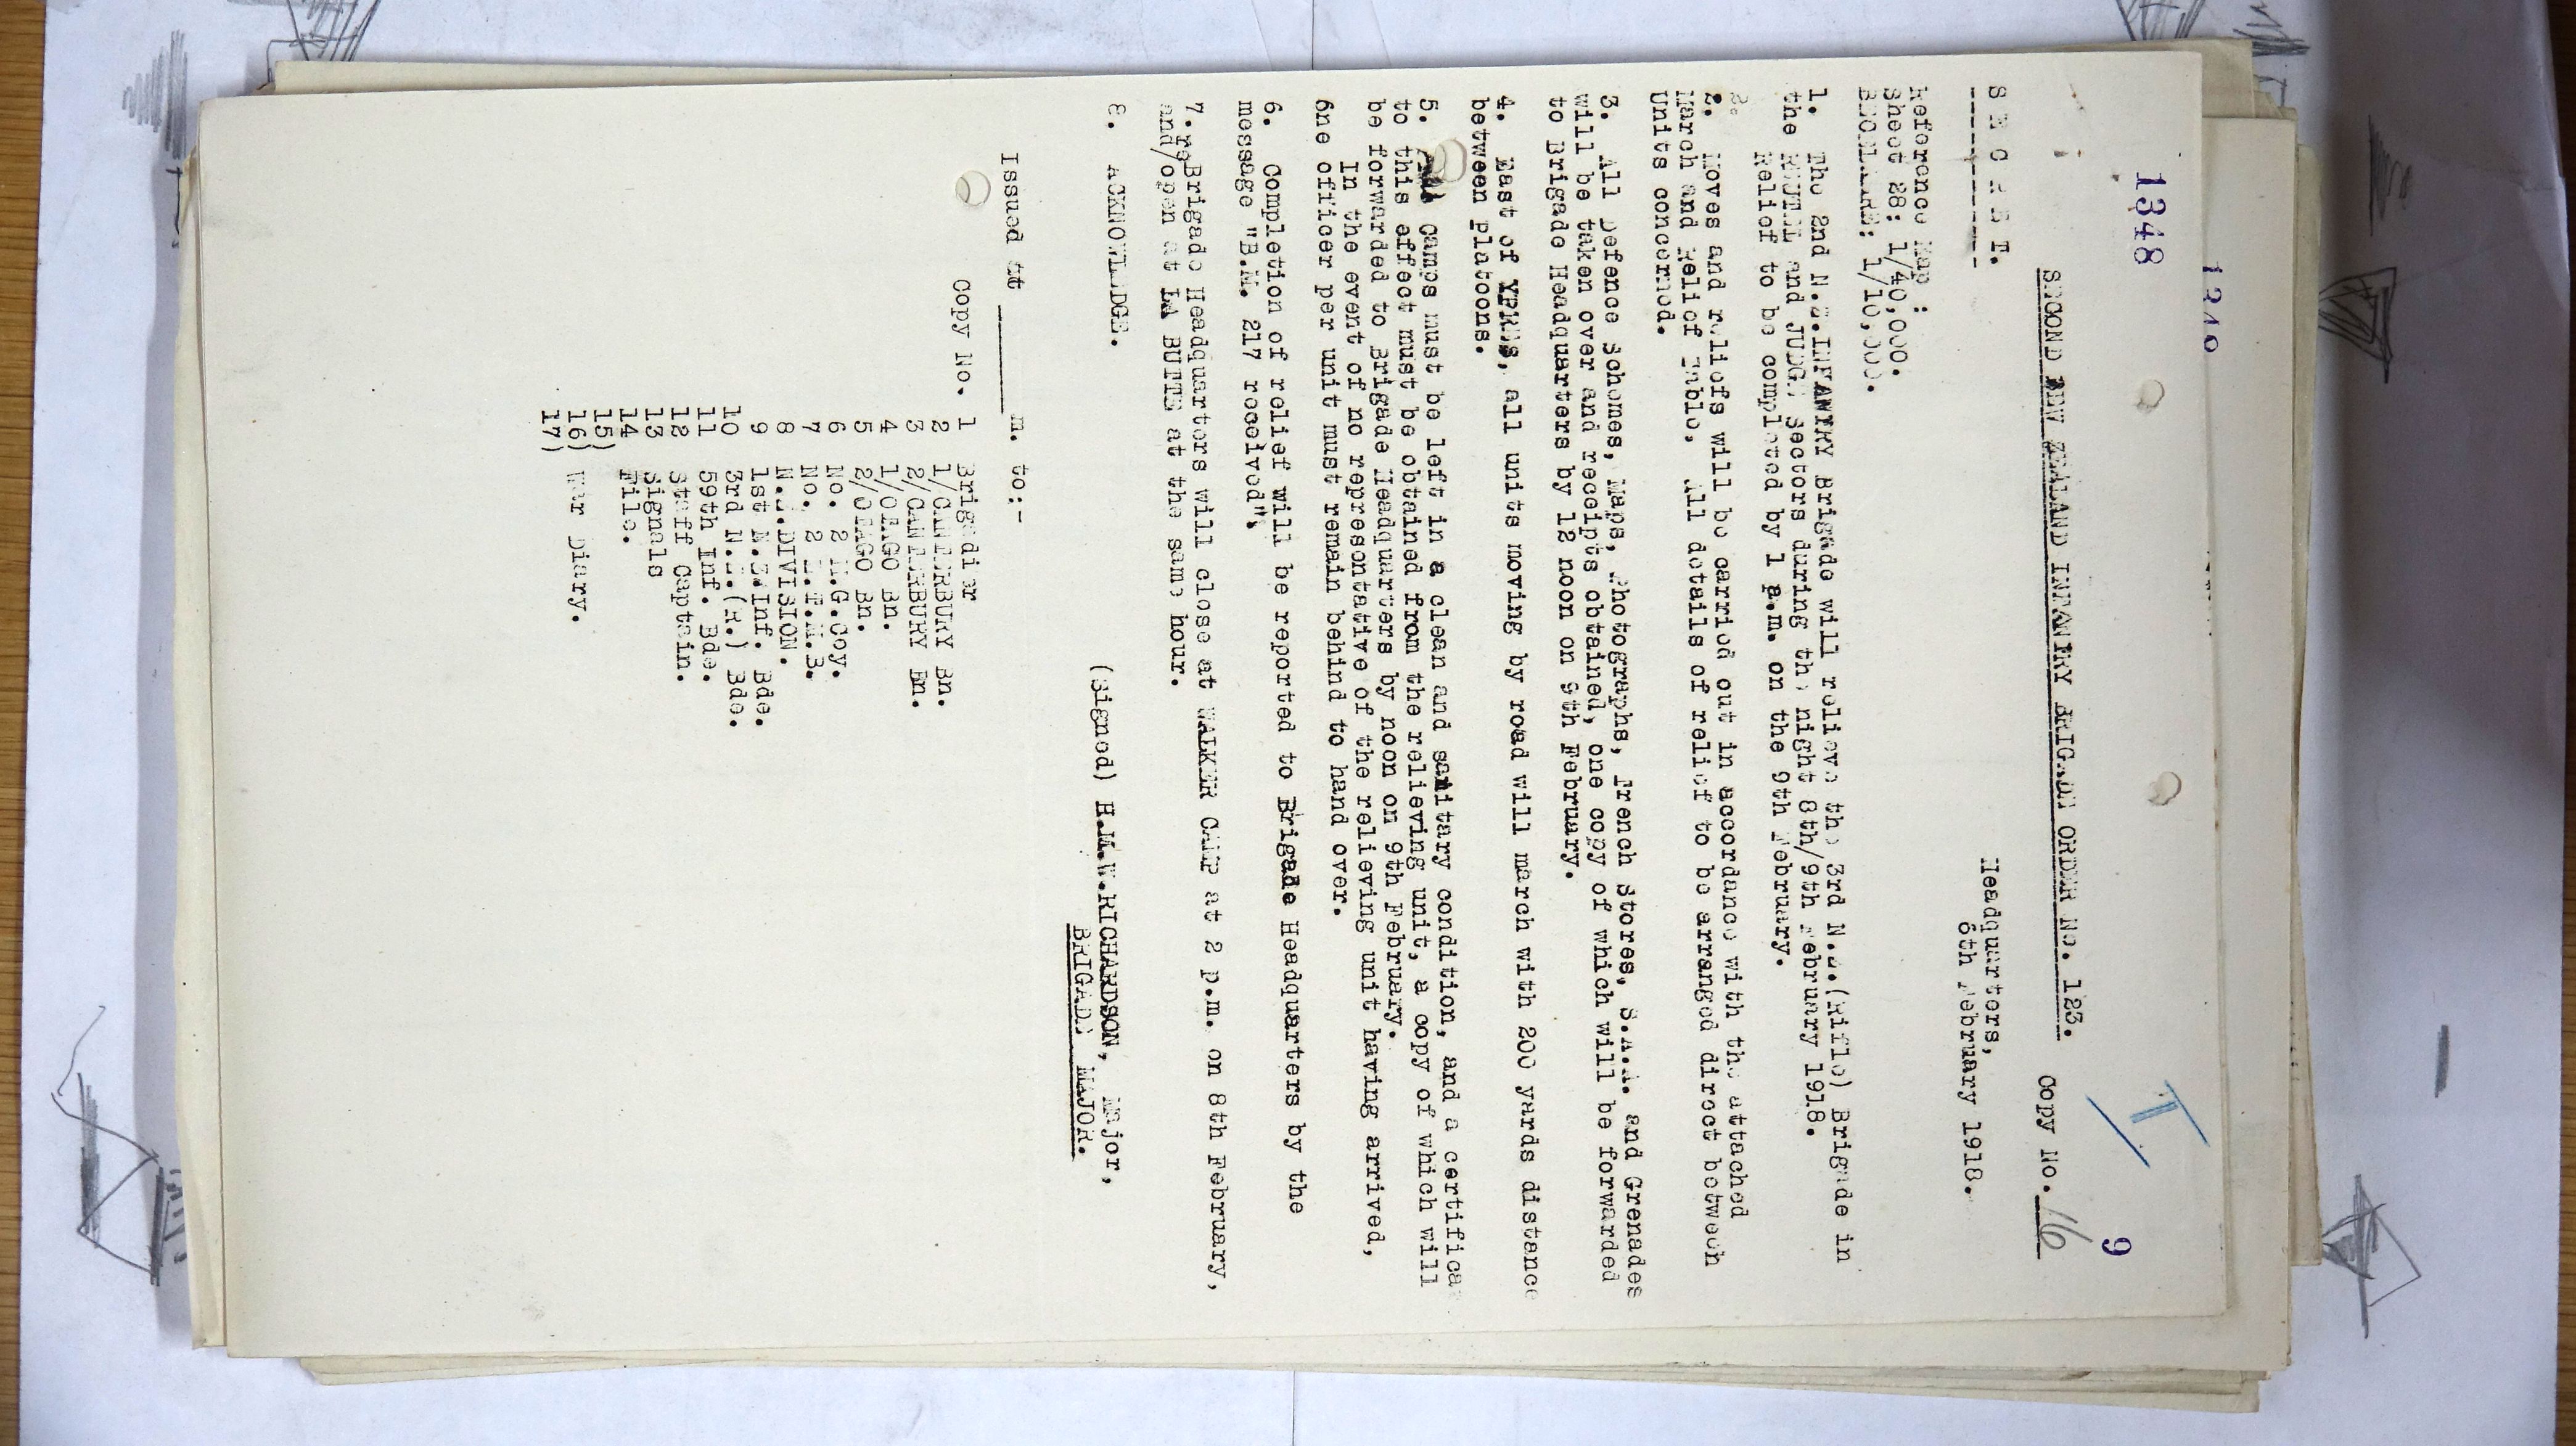 1348
9
I
SECOND NEW ZEALAND INFANTRY BRIGADE ORDER No. 123.
Copy No. 16
S E C R E T.
Headquarters,
6th February 1918.
Reference Map :
Sheet 28: 1/40,000.
1/10,000.
1. The 2nd N.Z.INFANTRY Brigade will relieve the 3rd N.Z.(Rifle) Brigade in
the REUTEL and JUDGE Sectors during the night 8th/9th February 1918.
Relief to be completed by 1 p.m. on the 9th February.
2. Moves and reliefs will be carried out in accordance with the attached
March and Relief Table. All details of relief to be arranged direct between
Units concerned.
3. All Defence Schemes, Maps, Photographs, Trench Stores, S.A.A. and Grenades
will be taken over and receipts obtained, one copy of which will be forwarded
to Brigade Headquarters by 12 noon on 9th February.
4. East of YPRES, all units moving by road will march with 200 yards distance
between platoons.
5. All Camps must be left in a clean and sanitary condition, and a certifica
to this effect must be obtained from the relieving unit, a copy of which will
be forwarded to Brigade Headquarters by noon on 9th February.
In the event of no representative of the relieving unit having arrived,
one officer per unit must remain behind to hand over.
6. Completion of relief will be reported to Brigade Headquarters by the
message "B.M. 217 received".
7. Brigade Headquarters will close at WALKER CAMP at 2 p.m. on 8th February,
and/reopen at LA BUTTE at the same hour.
8. ACKNOWLEDGE.
(Signed) H.M.W.RICHARDSON, Major,
BRIGADE MAJOR.
Issued at ______m. to:-
Copy No. 1 Brigadier
2 1/CANTERBURY Bn.
3 2/CANTERBURY Bn.
4 1/OTAGO Bn.
5 2/OTAGO Bn.
6 No. 2 M.G.Coy.
7 No. 2 L.T.M.B.
8 N.Z.DIVISION.
9 1st N.Z.Inf. Bde.
10 3rd N.Z.(R.) Bde.
11 59th Inf. Bde.
12 Staff Captain.
13 Signals
14 File.
15)
16) War Diary.
17)